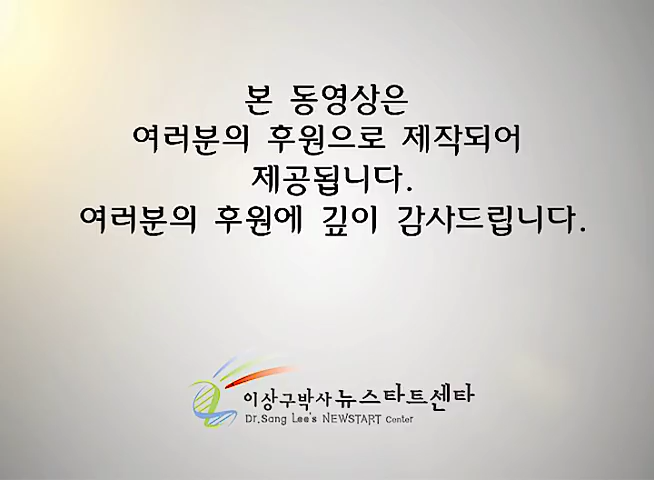 본 동영상은
여러분의 후원으로 제작되어
제공됩니다.
여러분의 후원에 깊이 감사드립니다.
이상구박사 뉴스타트센타
Dr.Sang Lee's NEWSTART Center